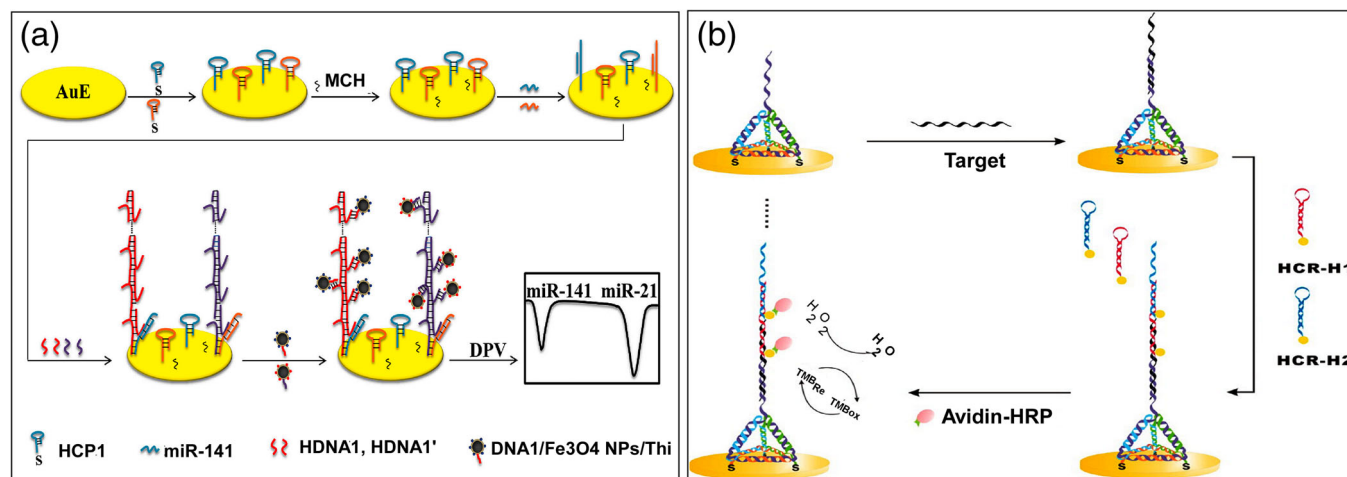 (a)
AuE
S
S
MCH
DPV
miR-141 miR-21
S
HCP1
miR-141
HDNA1, HDNA1'
DNA1/Fe3O4 NPs/Thi
(b)
S
S
Target
S
S
HCR-H1
HCR-H2
H2O2
H2O
TMBRe
TMBox
Avidin-HRP
S
S
S
S